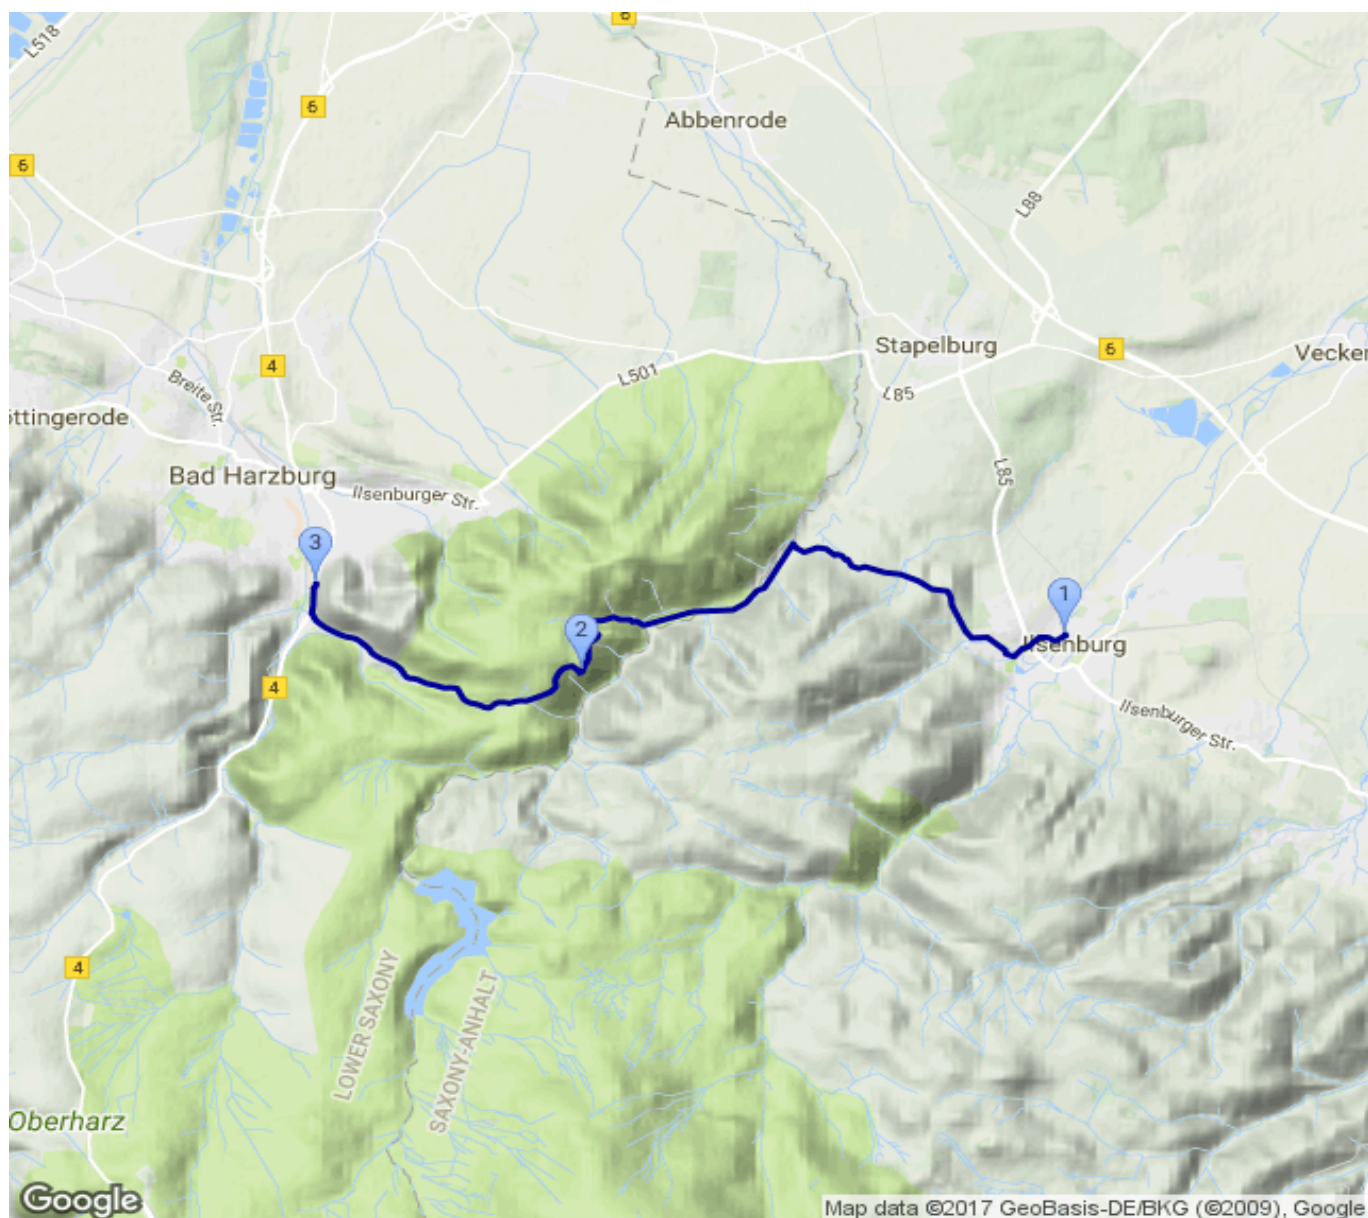 6
L518
6
6
Abbenrode
L88
Stapelburg
6
Vecker
4
L501
L85
Breite Str.
öttingerode
Bad Harzburg
Ilsenburger Str.
L85
3
1
2
Ilsenburg
4
Ilsenburger Str.
4
LOWER SAXONY
SAXONY-ANHALT
Oberharz
Google
Map data ©2017 GeoBasis-DE/BKG (©2009), Google